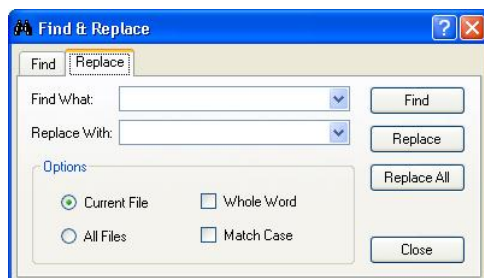 Find & Replace
Find Replace
Find What: Find
Replace With: Replace
Options Replace All
Current File Whole Word
All Files Match Case
Close